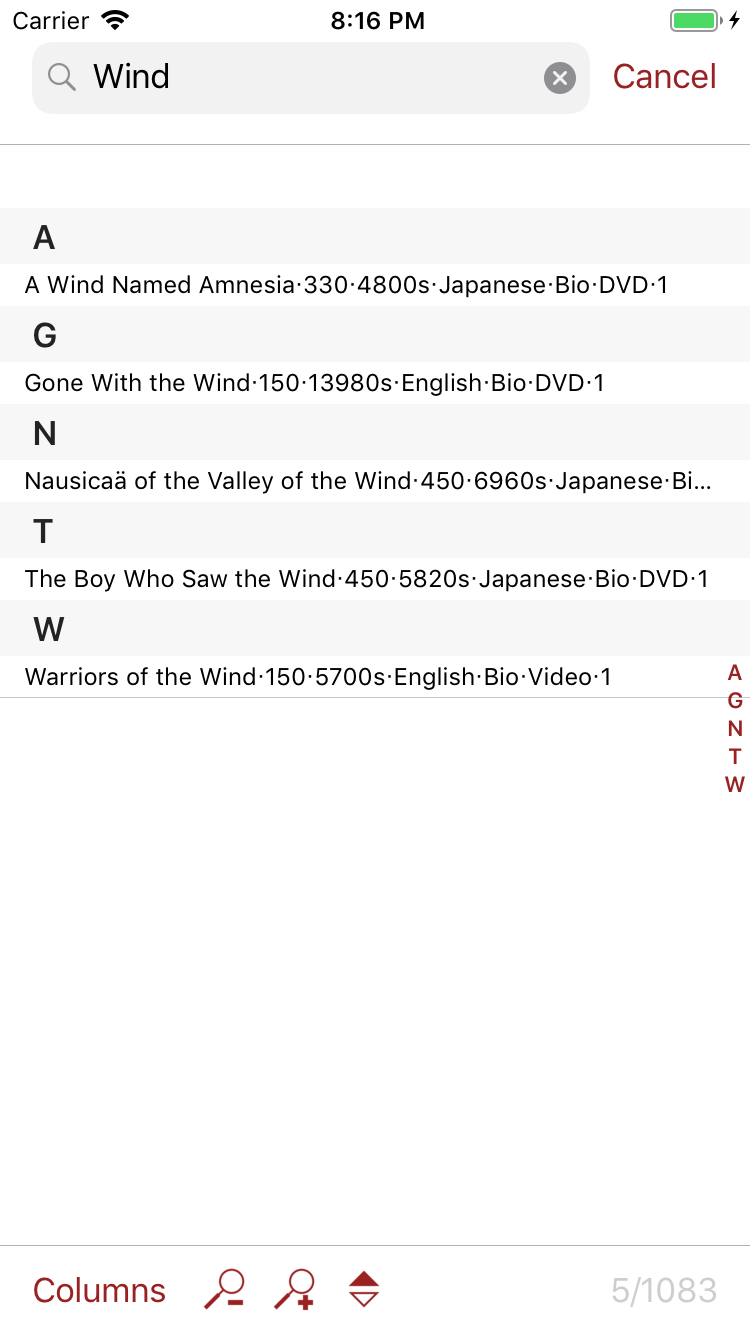 Carrier 8:16 PM
Wind Cancel
A
A Wind Named Amnesia·330·4800s·Japanese·Bio·DVD·1
G
Gone With the Wind·150·13980s·English·Bio·DVD·1
N
Nausicaä of the Valley of the Wind·450·6960s·Japanese·Bi...
T
The Boy Who Saw the Wind·450·5820s·Japanese·Bio·DVD·1
W
Warriors of the Wind·150·5700s·English·Bio·Video·1
A
G
N
T
W
Columns 5/1083